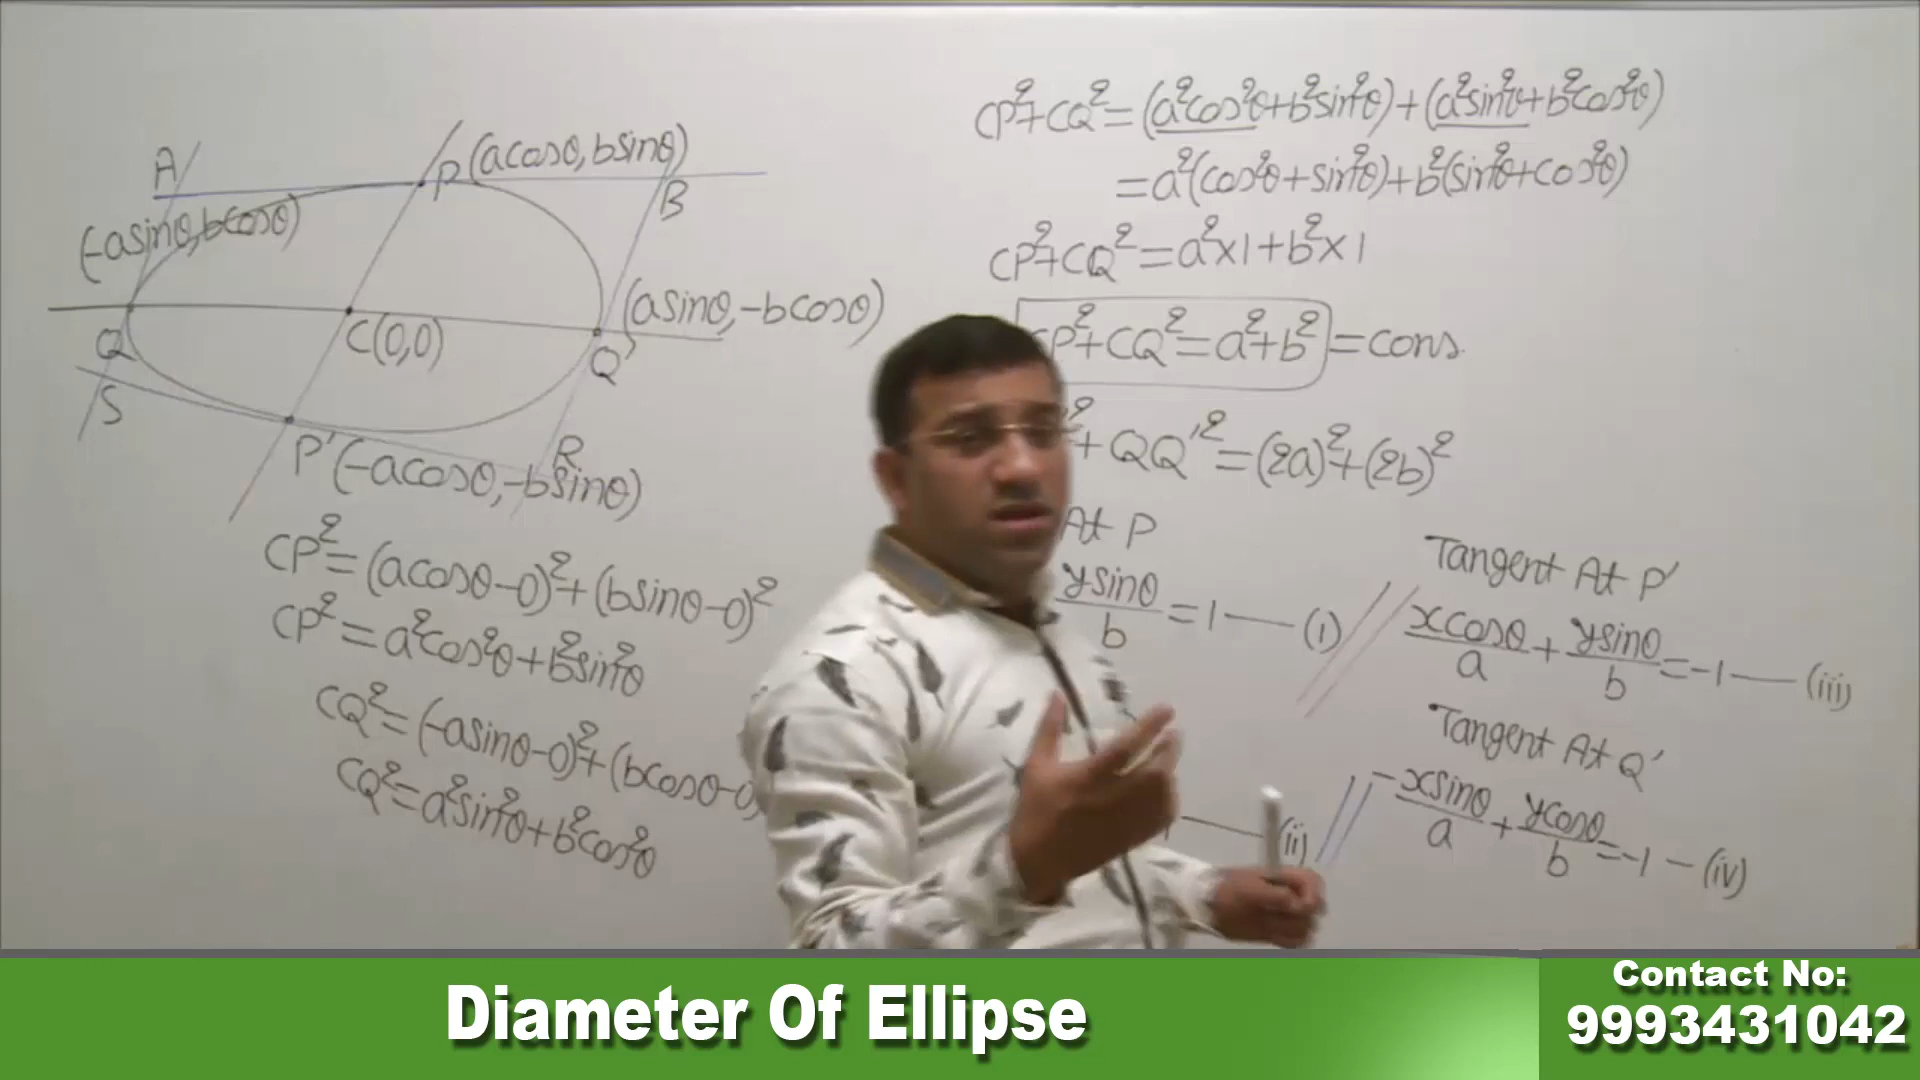 A
P (acosθ, bsinθ)
B
(-asinθ, bcosθ)
(asinθ, -bcosθ)
Q
C(0,0)
Q'
S
R
P'(-acosθ, -bsinθ)
CP² = (acosθ-0)² + (bsinθ-0)²
CP² = a²cos²θ + b²sin²θ
CQ² = (-asinθ-0)² + (bcosθ-0
CQ² = a²sin²θ + b²cos²θ
CP²+CQ² = (a²cos²θ+b²sin²θ)+(a²sin²θ+b²cos²θ)
= a²(cos²θ+sin²θ)+b²(sin²θ+cos²θ)
CP²+CQ² = a²×1+b²×1
CP²+CQ² = a²+b² = cons.
² + QQ'² = (2a)²+(2b)²
At P
ysinθ/b = 1 — (i)
Tangent At P'
xcosθ/a + ysinθ/b = -1 — (iii)
Tangent At Q'
(ii)
-xsinθ/a + ycosθ/b = -1 — (iv)
Diameter Of Ellipse
Contact No:
9993431042